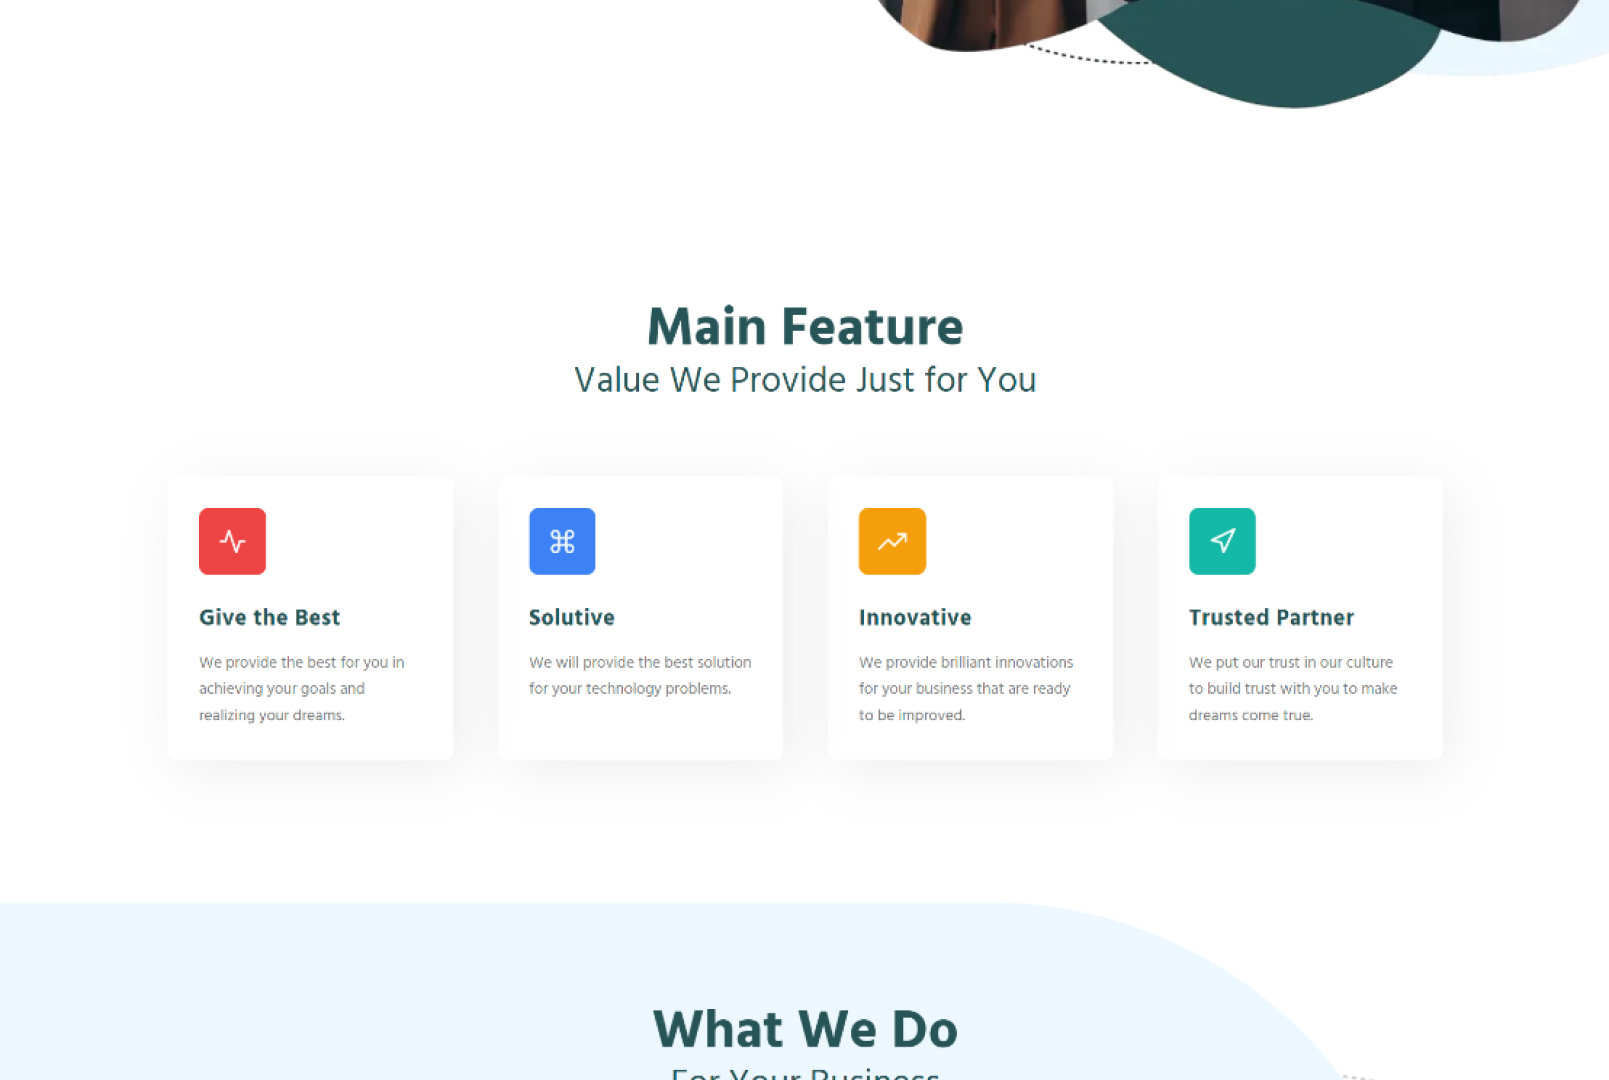 Main Feature
Value We Provide Just for You
Give the Best
We provide the best for you in
achieving your goals and
realizing your dreams.
Solutive
We will provide the best solution
for your technology problems.
Innovative
We provide brilliant innovations
for your business that are ready
to be improved.
Trusted Partner
We put our trust in our culture
to build trust with you to make
dreams come true.
What We Do
For Your Business